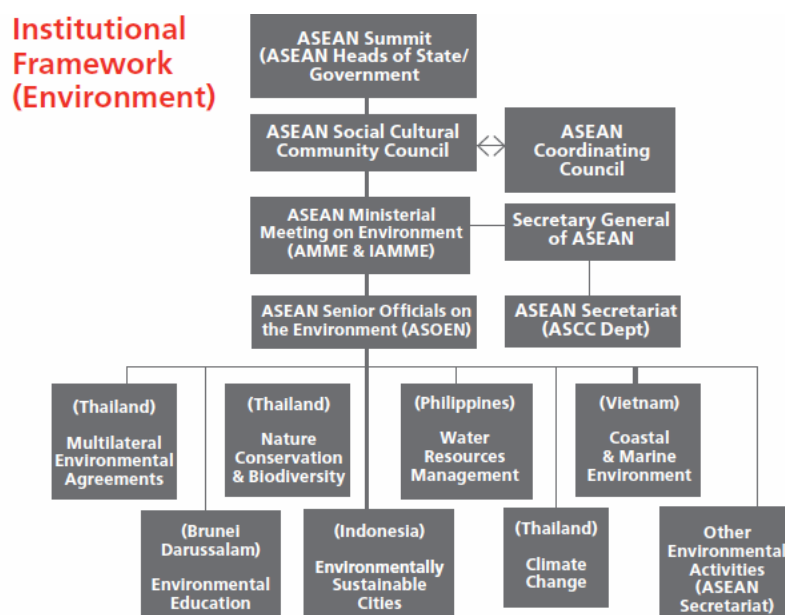 Institutional
Framework
(Environment)
ASEAN Summit
(ASEAN Heads of State/
Government
ASEAN Social Cultural
Community Council
ASEAN
Coordinating
Council
ASEAN Ministerial
Meeting on Environment
(AMME & IAMME)
Secretary General
of ASEAN
ASEAN Senior Officials on
the Environment (ASOEN)
ASEAN Secretariat
(ASCC Dept)
(Thailand)
Multilateral
Environmental
Agreements
(Thailand)
Nature
Conservation
& Biodiversity
(Philippines)
Water
Resources
Management
(Vietnam)
Coastal
& Marine
Environment
(Brunei
Darussalam)
Environmental
Education
(Indonesia)
Environmentally
Sustainable
Cities
(Thailand)
Climate
Change
Other
Environmental
Activities
(ASEAN
Secretariat)